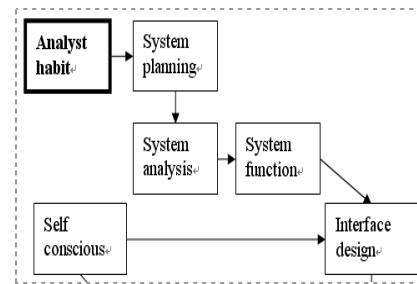 Analyst
habit
System
planning
System
analysis
System
function
Self
conscious
Interface
design